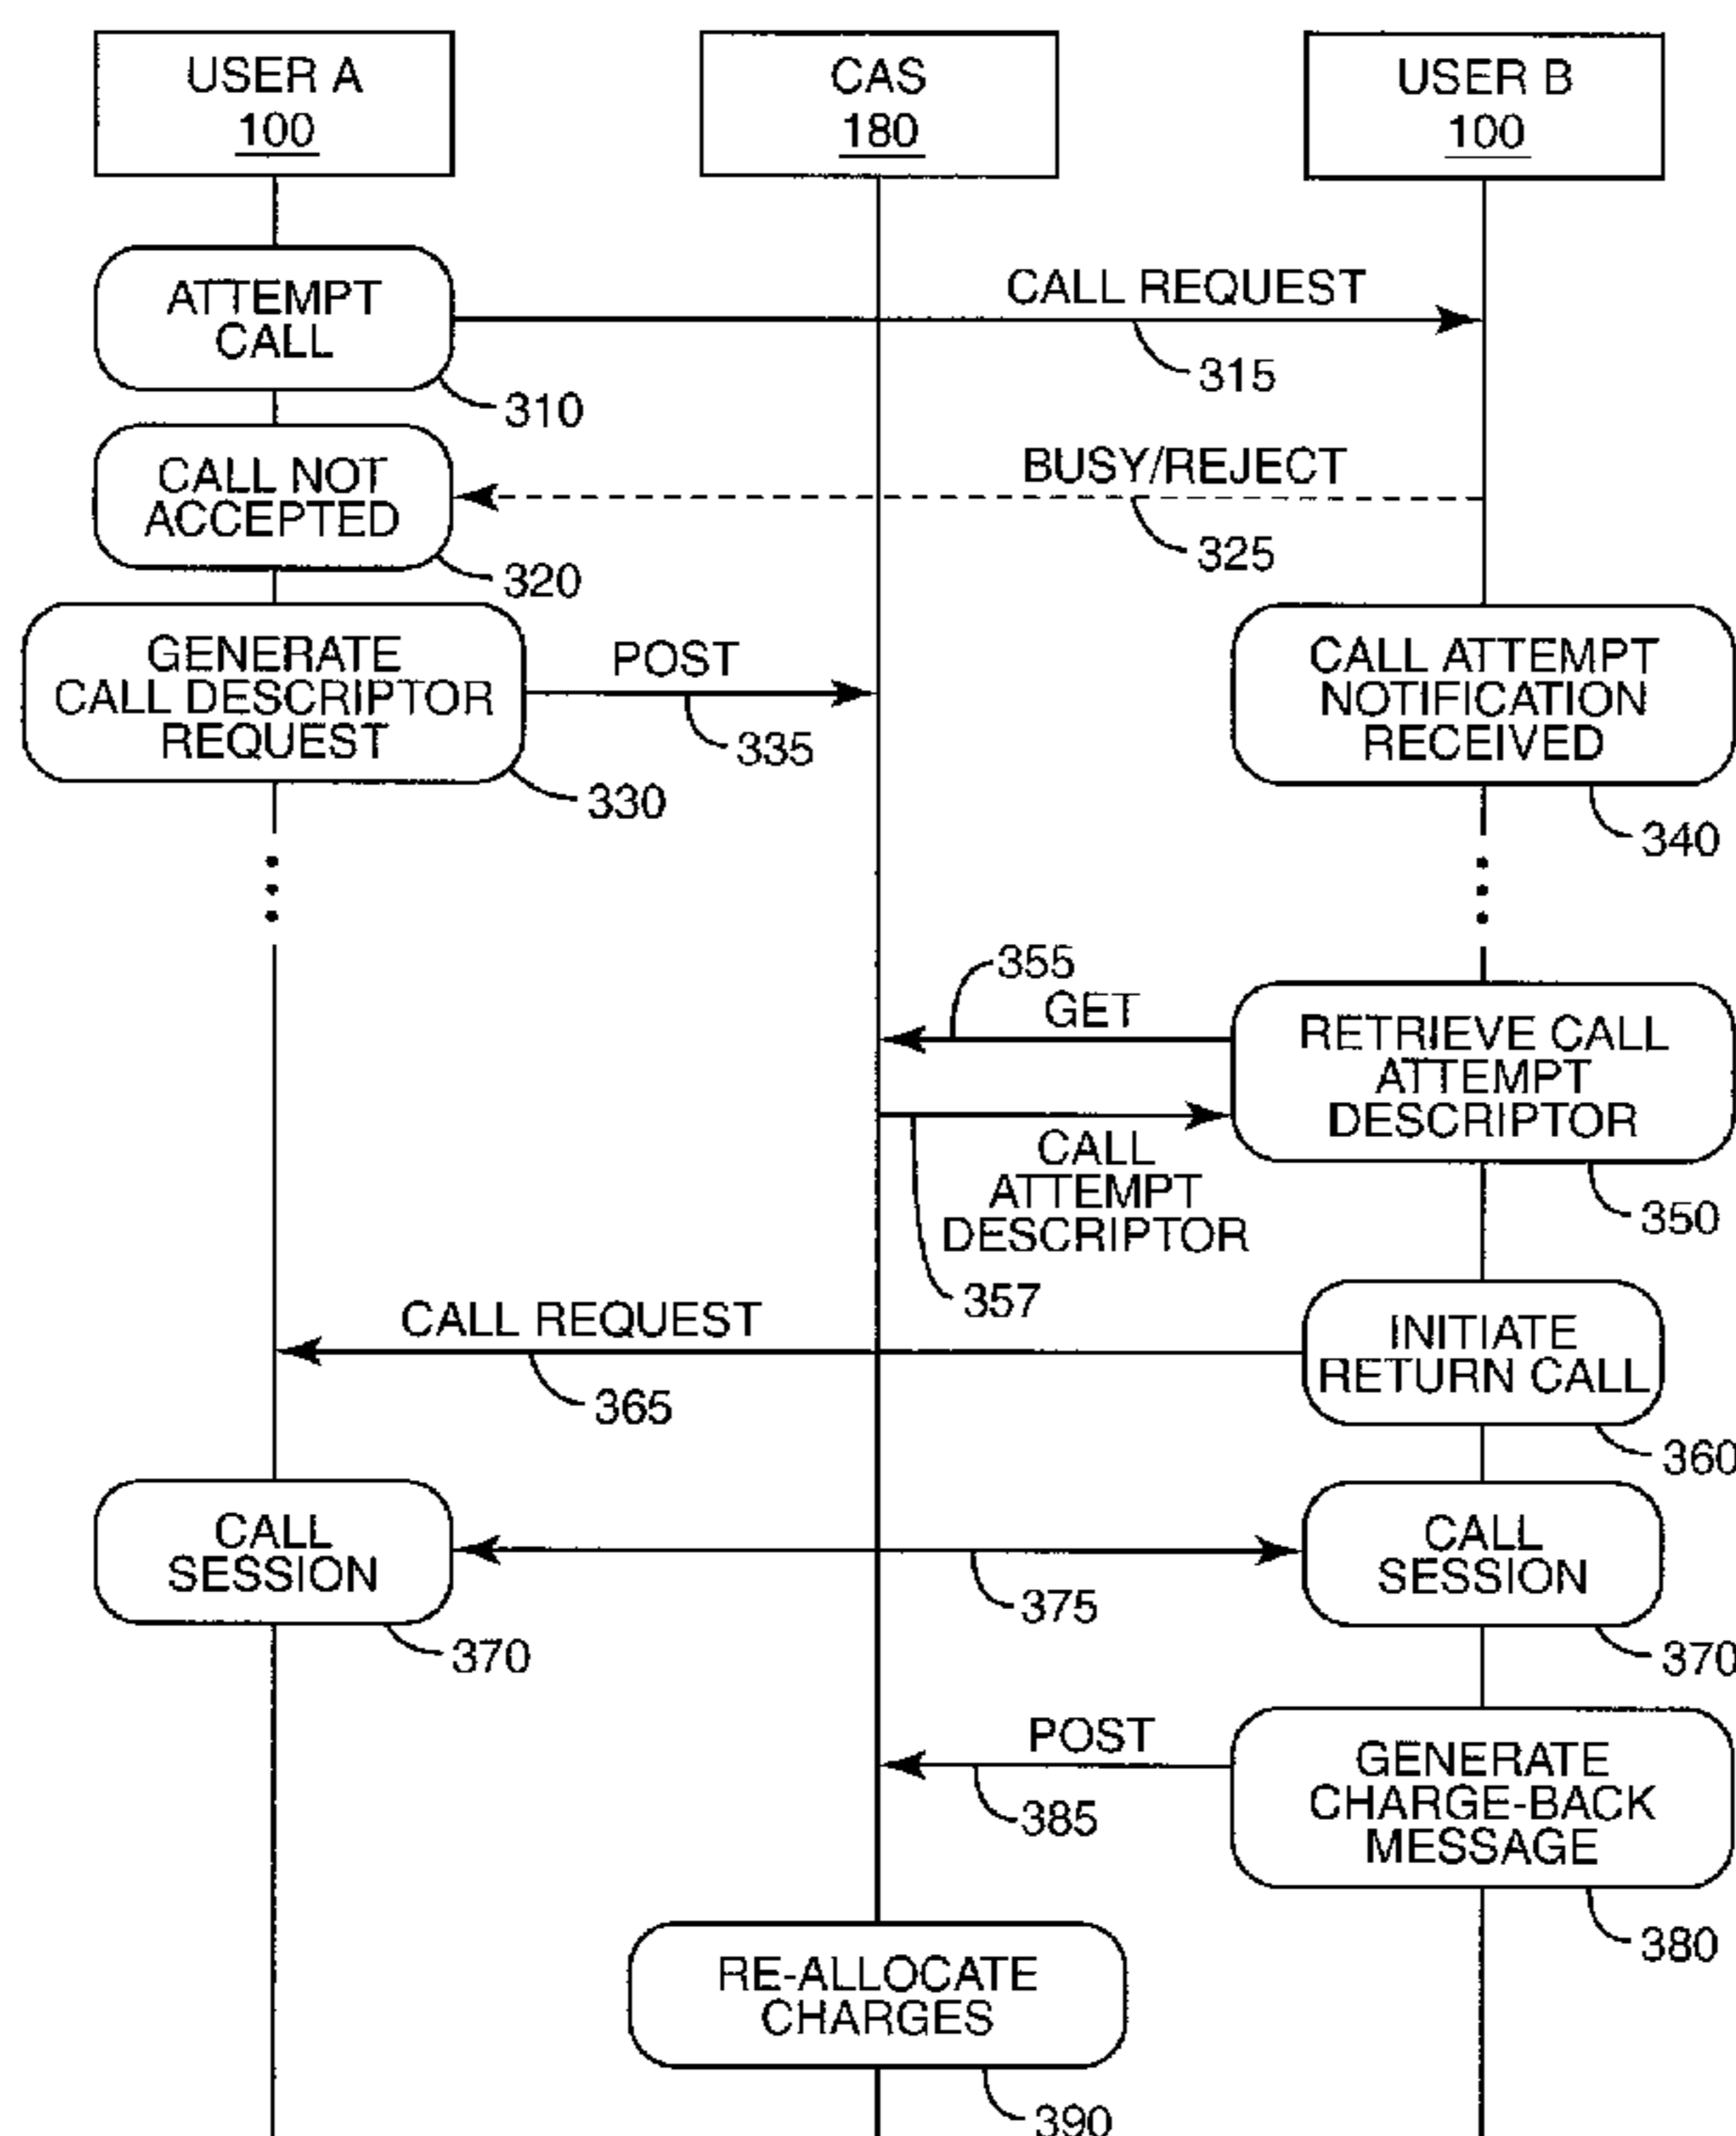 USER A
100
CAS
180
USER B
100
ATTEMPT
CALL
310
CALL REQUEST
315
CALL NOT
ACCEPTED
320
BUSY/REJECT
325
GENERATE
CALL DESCRIPTOR
REQUEST
330
POST
335
CALL ATTEMPT
NOTIFICATION
RECEIVED
340
355
GET
RETRIEVE CALL
ATTEMPT
DESCRIPTOR
350
CALL
ATTEMPT
DESCRIPTOR
357
CALL REQUEST
365
INITIATE
RETURN CALL
360
CALL
SESSION
370
375
CALL
SESSION
370
POST
385
GENERATE
CHARGE-BACK
MESSAGE
380
RE-ALLOCATE
CHARGES
390